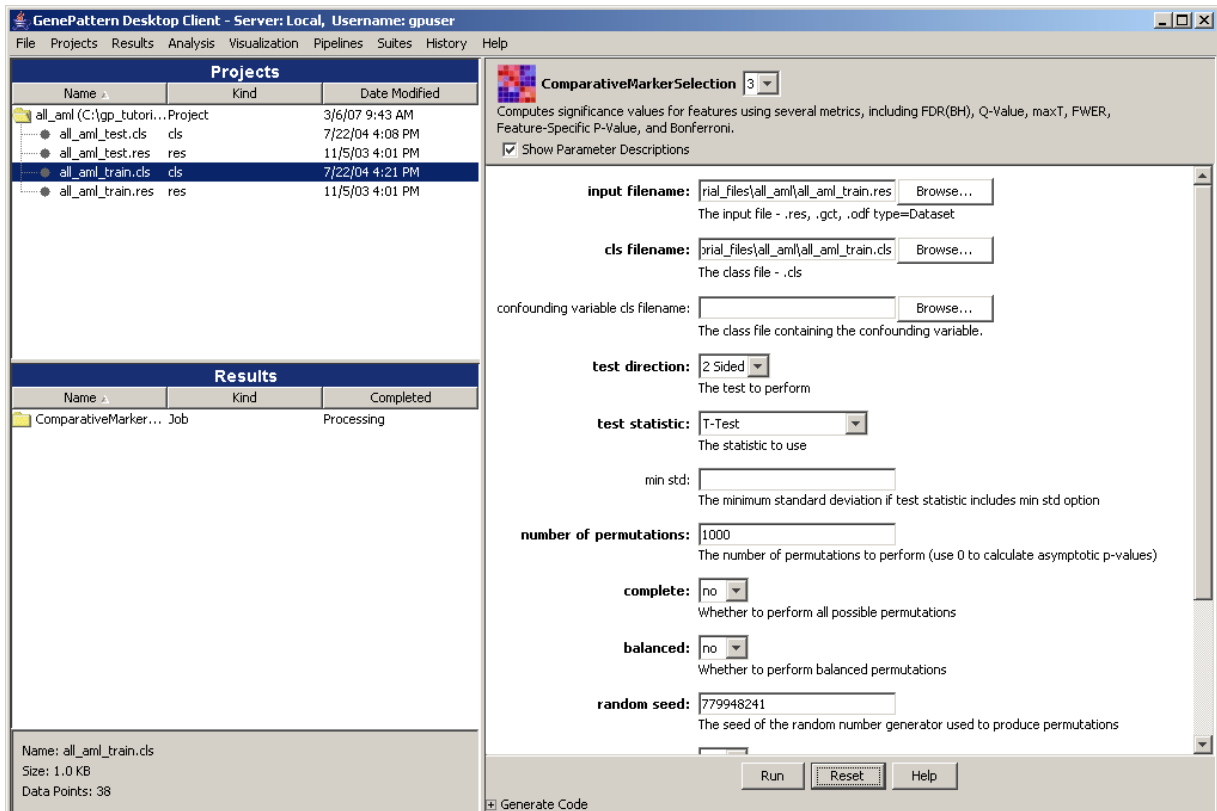 GenePattern Desktop Client - Server: Local, Username: gpuser
File Projects Results Analysis Visualization Pipelines Suites History Help
Projects
Name Kind Date Modified
all_aml (C:\gp_tutori... Project 3/6/07 9:43 AM
all_aml_test.cls cls 7/22/04 4:08 PM
all_aml_test.res res 11/5/03 4:01 PM
all_aml_train.cls cls 7/22/04 4:21 PM
all_aml_train.res res 11/5/03 4:01 PM
Results
Name Kind Completed
ComparativeMarker... Job Processing
Name: all_aml_train.cls
Size: 1.0 KB
Data Points: 38
ComparativeMarkerSelection 3
Computes significance values for features using several metrics, including FDR(BH), Q-Value, maxT, FWER,
Feature-Specific P-Value, and Bonferroni.
Show Parameter Descriptions
input filename: rial_files\all_aml\all_aml_train.res Browse...
The input file - .res, .gct, .odf type=Dataset
cls filename: orial_files\all_aml\all_aml_train.cls Browse...
The class file - .cls
confounding variable cls filename: Browse...
The class file containing the confounding variable.
test direction: 2 Sided
The test to perform
test statistic: T-Test
The statistic to use
min std:
The minimum standard deviation if test statistic includes min std option
number of permutations: 1000
The number of permutations to perform (use 0 to calculate asymptotic p-values)
complete: no
Whether to perform all possible permutations
balanced: no
Whether to perform balanced permutations
random seed: 779948241
The seed of the random number generator used to produce permutations
Run Reset Help
Generate Code